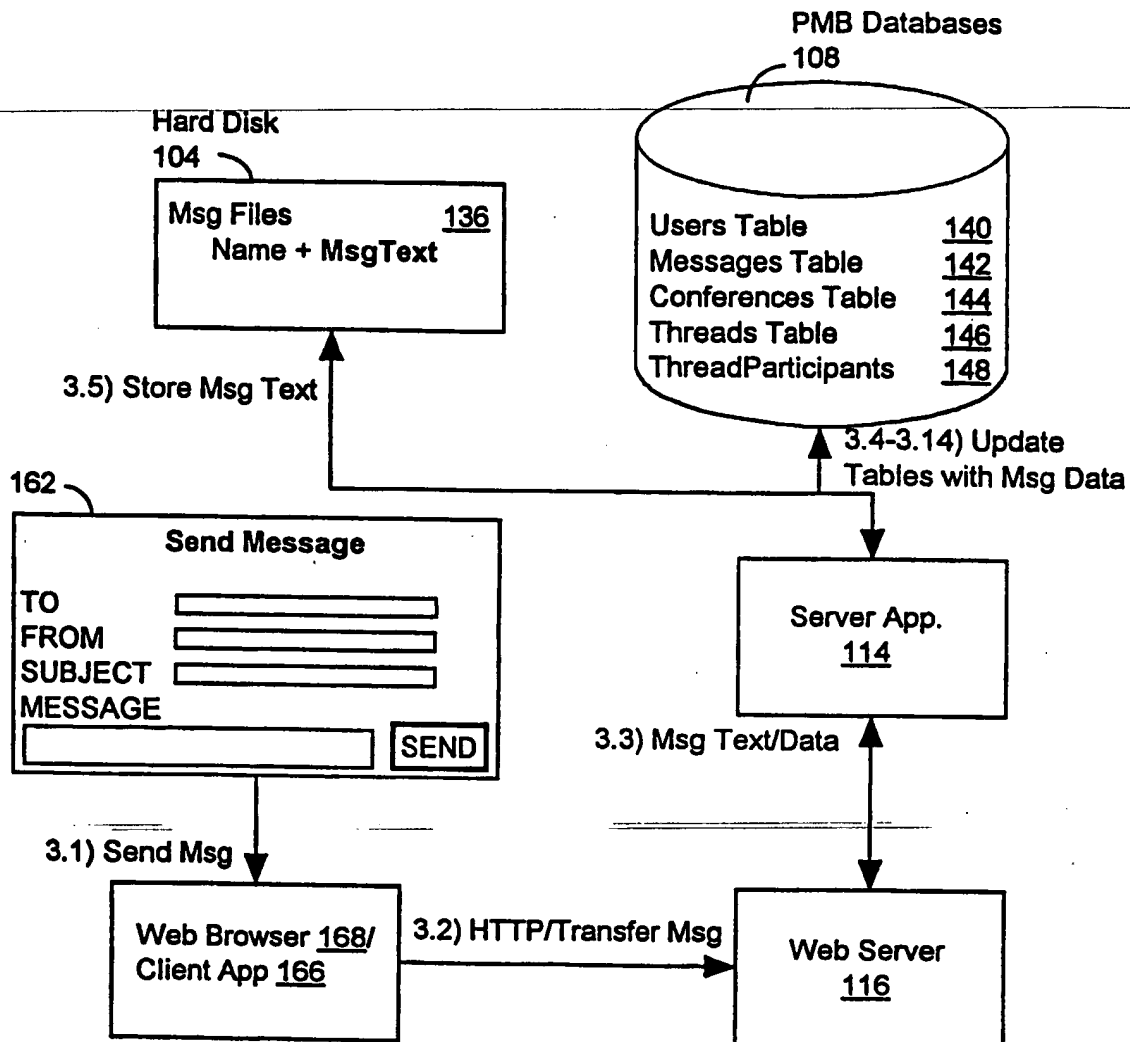 PMB Databases
108
Hard Disk
104
Msg Files 136
Name + MsgText
Users Table 140
Messages Table 142
Conferences Table 144
Threads Table 146
ThreadParticipants 148
3.5) Store Msg Text
3.4-3.14) Update
Tables with Msg Data
162
Send Message
TO
FROM
SUBJECT
MESSAGE
SEND
Server App.
114
3.3) Msg Text/Data
3.1) Send Msg
Web Browser 168/
Client App 166
3.2) HTTP/Transfer Msg
Web Server
116